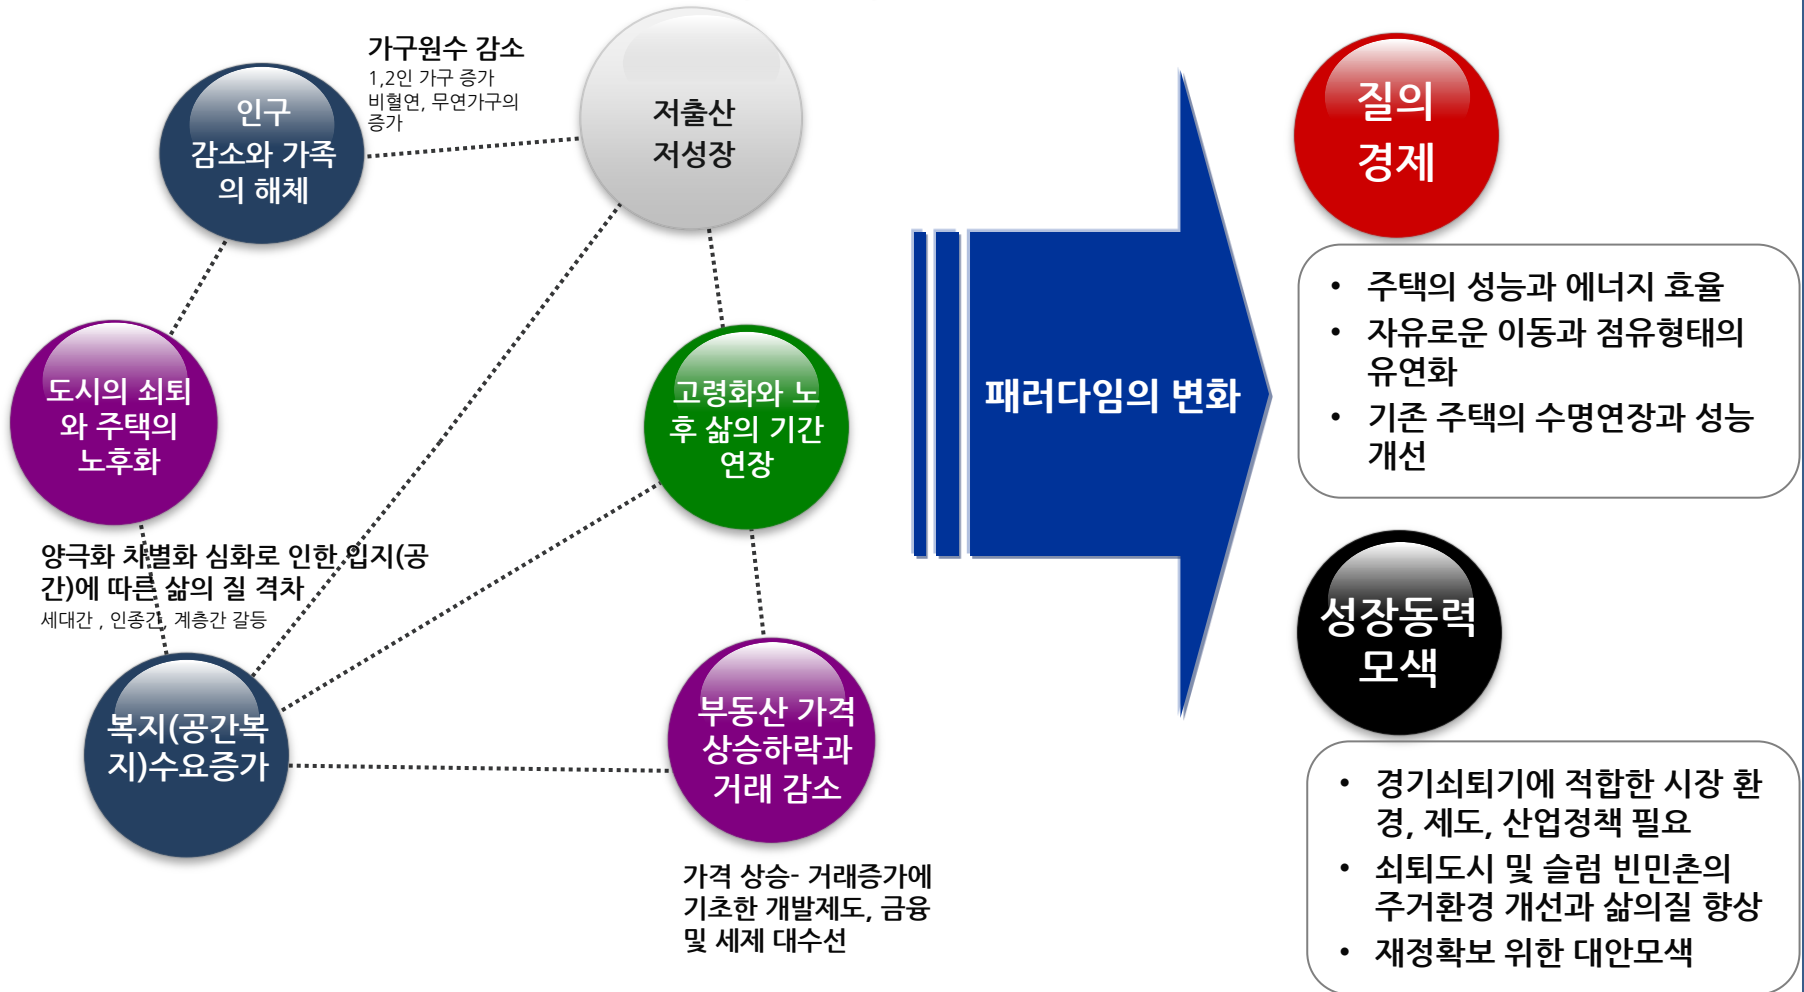 가구원수 감소
1,2인 가구 증가
비혈연, 무연가구의
증가
인구
감소와 가족
의 해체
저출산
저성장
도시의 쇠퇴
와 주택의
노후화
고령화와 노
후 삶의 기간
연장
양극화 차별화 심화로 인한 입지(공
간)에 따른 삶의 질 격차
세대간 , 인종간, 계층간 갈등
복지(공간복
지)수요증가
부동산 가격
상승하락과
거래 감소
가격 상승- 거래증가에
기초한 개발제도, 금융
및 세제 대수선
패러다임의 변화
질의
경제
• 주택의 성능과 에너지 효율
• 자유로운 이동과 점유형태의
유연화
• 기존 주택의 수명연장과 성능
개선
성장동력
모색
• 경기쇠퇴기에 적합한 시장 환
경, 제도, 산업정책 필요
• 쇠퇴도시 및 슬럼 빈민촌의
주거환경 개선과 삶의질 향상
• 재정확보 위한 대안모색